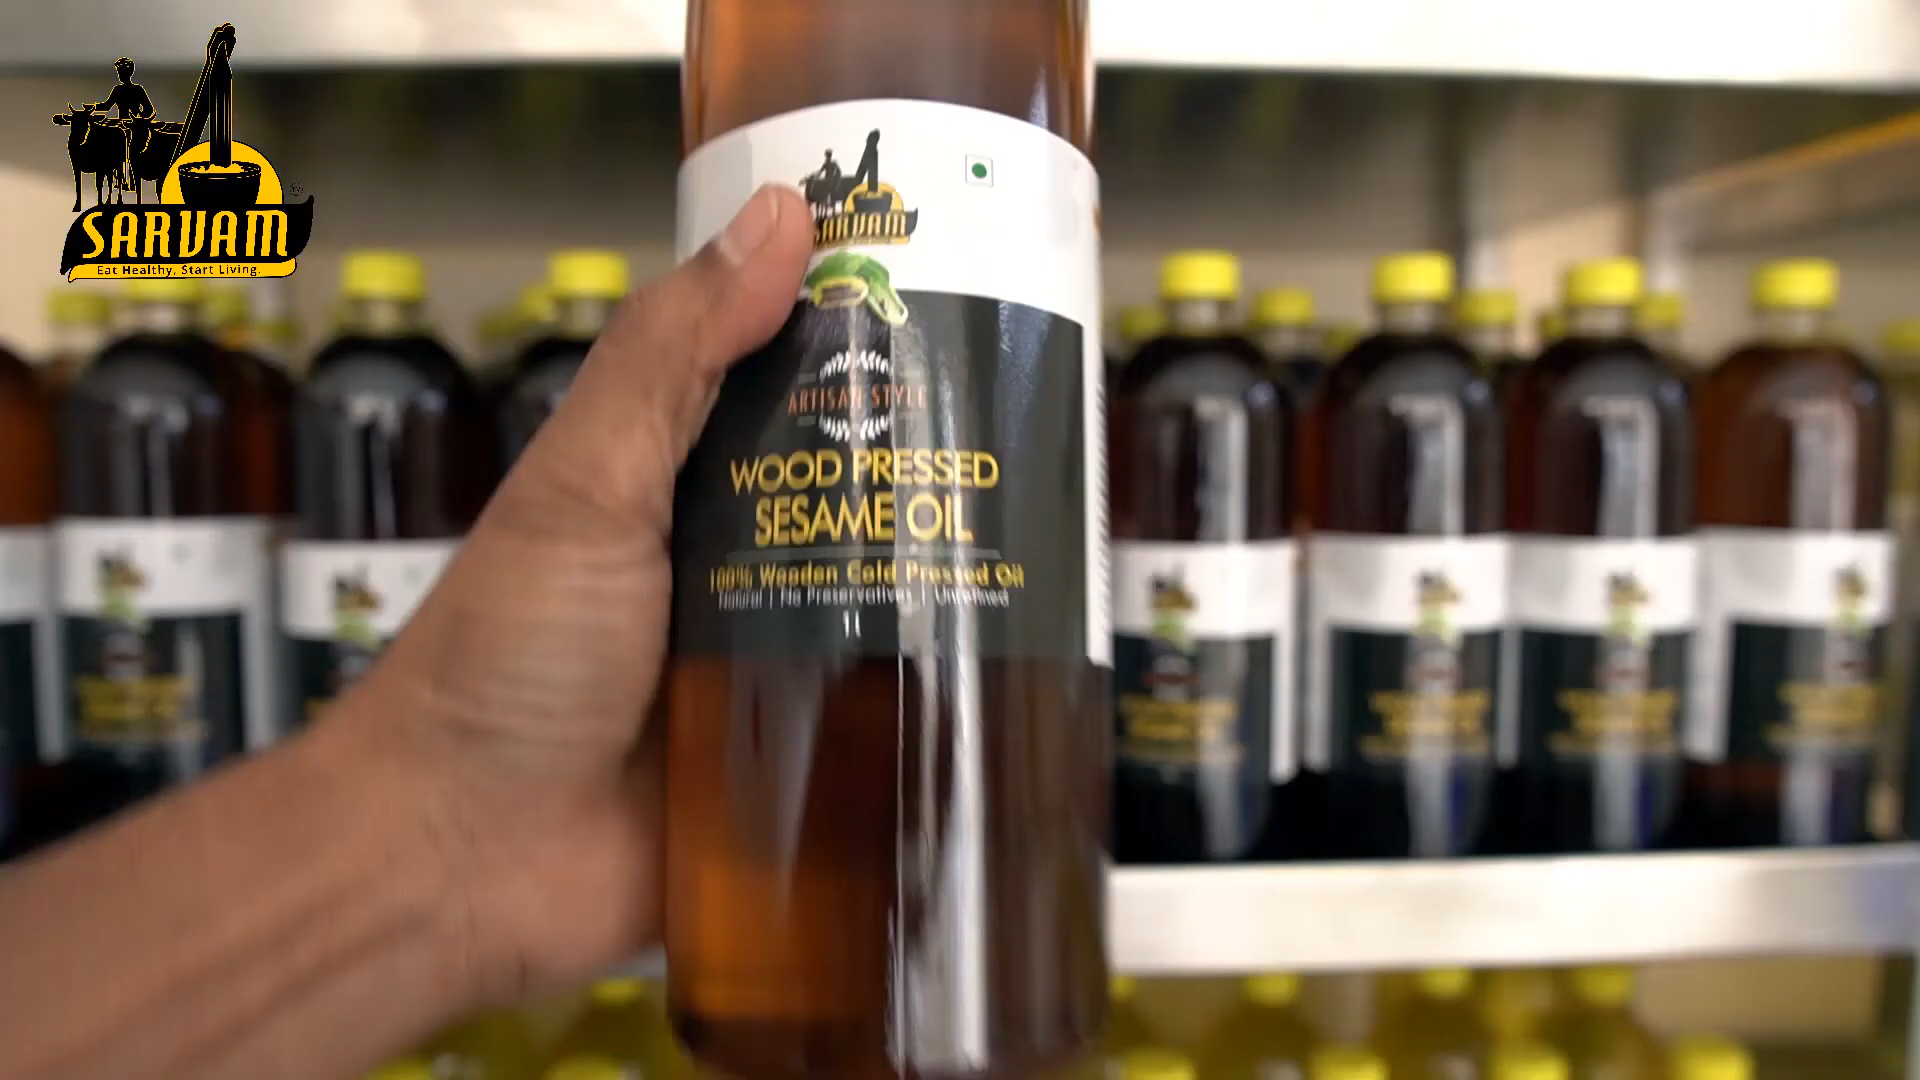 SARVAM
Eat Healthy, Start Living.
SARVAM
ARTISAN STYLE
WOOD PRESSED
SESAME OIL
100% Wooden Cold Pressed Oil
Natural | No Preservatives | Unrefined
1L